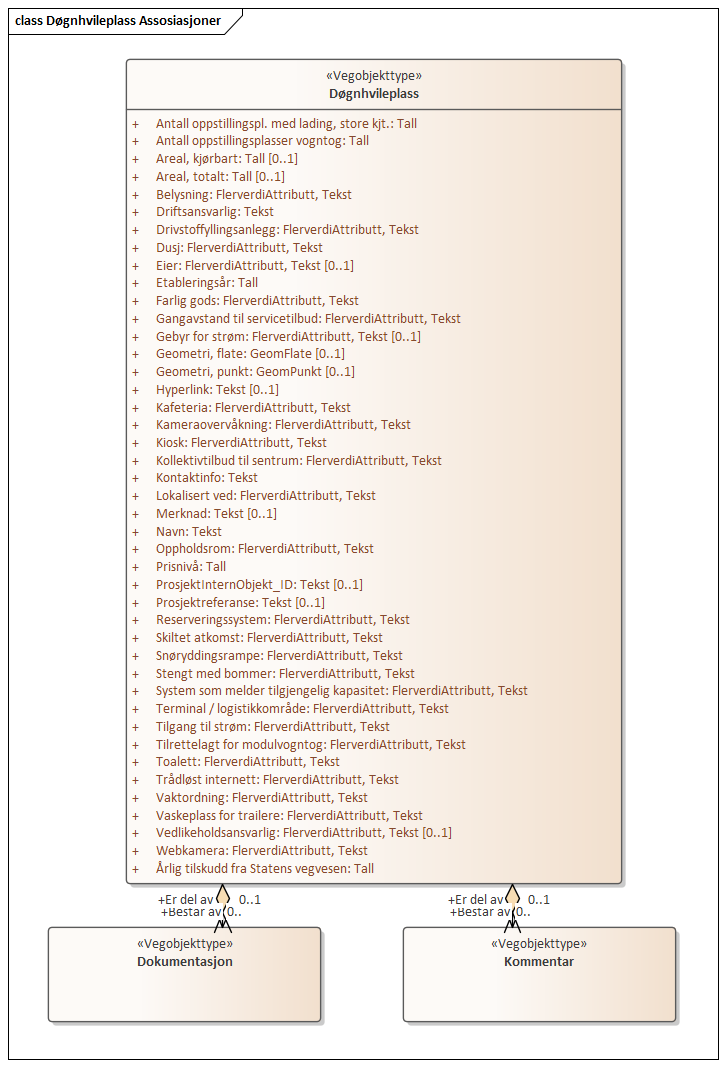 class Døgnhvileplass Assosiasjoner
«Vegobjekttype»
Døgnhvileplass
+ Antall oppstillingspl. med lading, store kjt.: Tall
+ Antall oppstillingsplasser vogntog: Tall
+ Areal, kjørbart: Tall [0..1]
+ Areal, totalt: Tall [0..1]
+ Belysning: FlerverdiAttributt, Tekst
+ Driftsansvarlig: Tekst
+ Drivstoffyllingsanlegg: FlerverdiAttributt, Tekst
+ Dusj: FlerverdiAttributt, Tekst
+ Eier: FlerverdiAttributt, Tekst [0..1]
+ Etableringsår: Tall
+ Farlig gods: FlerverdiAttributt, Tekst
+ Gangavstand til servicetilbud: FlerverdiAttributt, Tekst
+ Gebyr for strøm: FlerverdiAttributt, Tekst [0..1]
+ Geometri, flate: GeomFlate [0..1]
+ Geometri, punkt: GeomPunkt [0..1]
+ Hyperlink: Tekst [0..1]
+ Kafeteria: FlerverdiAttributt, Tekst
+ Kameraovervåkning: FlerverdiAttributt, Tekst
+ Kiosk: FlerverdiAttributt, Tekst
+ Kollektivtilbud til sentrum: FlerverdiAttributt, Tekst
+ Kontaktinfo: Tekst
+ Lokalisert ved: FlerverdiAttributt, Tekst
+ Merknad: Tekst [0..1]
+ Navn: Tekst
+ Oppholdsrom: FlerverdiAttributt, Tekst
+ Prisnivå: Tall
+ ProsjektInternObjekt_ID: Tekst [0..1]
+ Prosjektreferanse: Tekst [0..1]
+ Reserveringssystem: FlerverdiAttributt, Tekst
+ Skiltet atkomst: FlerverdiAttributt, Tekst
+ Snøryddingsrampe: FlerverdiAttributt, Tekst
+ Stengt med bommer: FlerverdiAttributt, Tekst
+ System som melder tilgjengelig kapasitet: FlerverdiAttributt, Tekst
+ Terminal / logistikkområde: FlerverdiAttributt, Tekst
+ Tilgang til strøm: FlerverdiAttributt, Tekst
+ Tilrettelagt for modulvogntog: FlerverdiAttributt, Tekst
+ Toalett: FlerverdiAttributt, Tekst
+ Trådløst internett: FlerverdiAttributt, Tekst
+ Vaktordning: FlerverdiAttributt, Tekst
+ Vaskeplass for trailere: FlerverdiAttributt, Tekst
+ Vedlikeholdsansvarlig: FlerverdiAttributt, Tekst [0..1]
+ Webkamera: FlerverdiAttributt, Tekst
+ Årlig tilskudd fra Statens vegvesen: Tall
+Er del av 0..1 +Er del av 0..1
+Består av 0.. +Består av 0..
«Vegobjekttype» «Vegobjekttype»
Dokumentasjon Kommentar